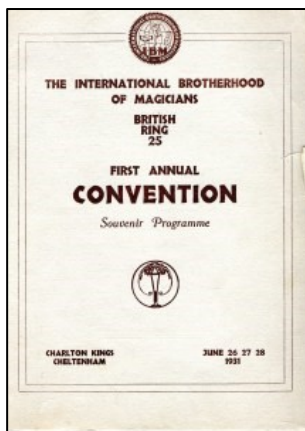 IBM
THE INTERNATIONAL BROTHERHOOD
OF MAGICIANS
BRITISH
RING
25
FIRST ANNUAL
CONVENTION
Souvenir Programme
CHARLTON KINGS
CHELTENHAM
JUNE 26 27 28
1931